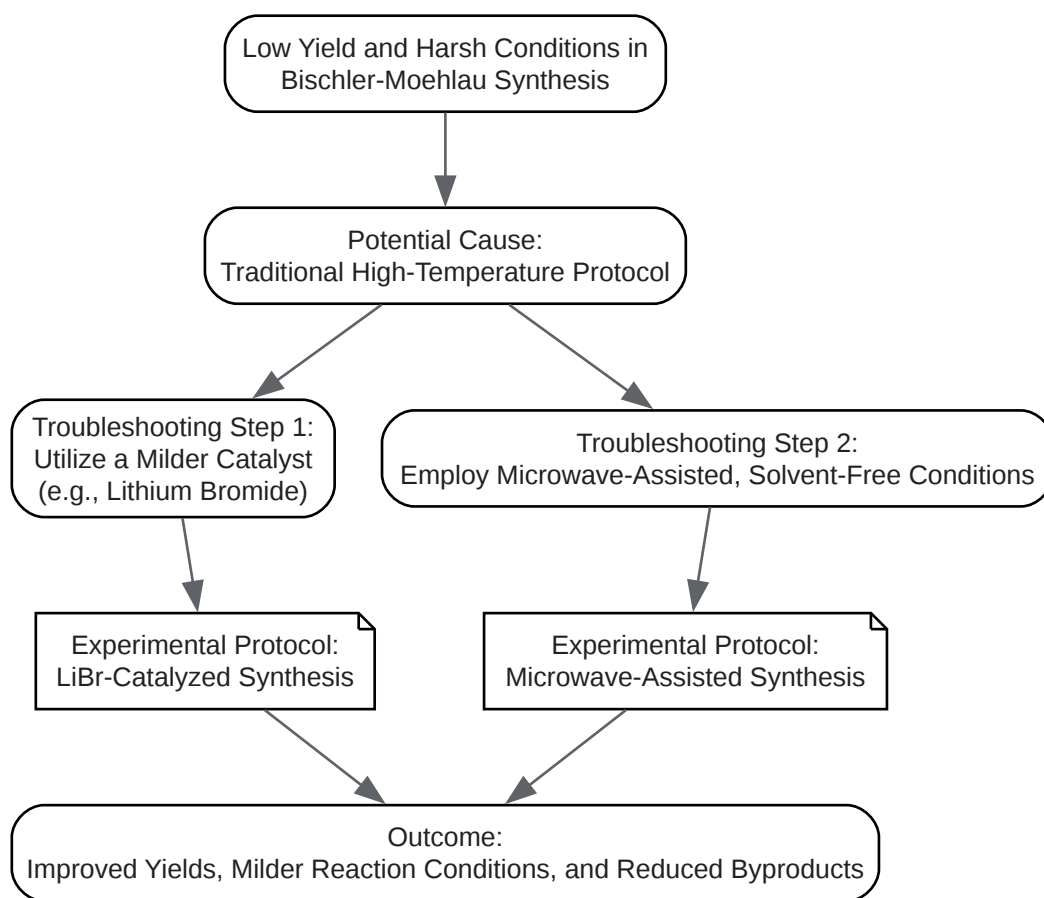 Low Yield and Harsh Conditions in
Bischler-Moehlau Synthesis
Potential Cause:
Traditional High-Temperature Protocol
Troubleshooting Step 1:
Utilize a Milder Catalyst
(e.g., Lithium Bromide)
Troubleshooting Step 2:
Employ Microwave-Assisted, Solvent-Free Conditions
Experimental Protocol:
LiBr-Catalyzed Synthesis
Experimental Protocol:
Microwave-Assisted Synthesis
Outcome:
Improved Yields, Milder Reaction Conditions, and Reduced Byproducts